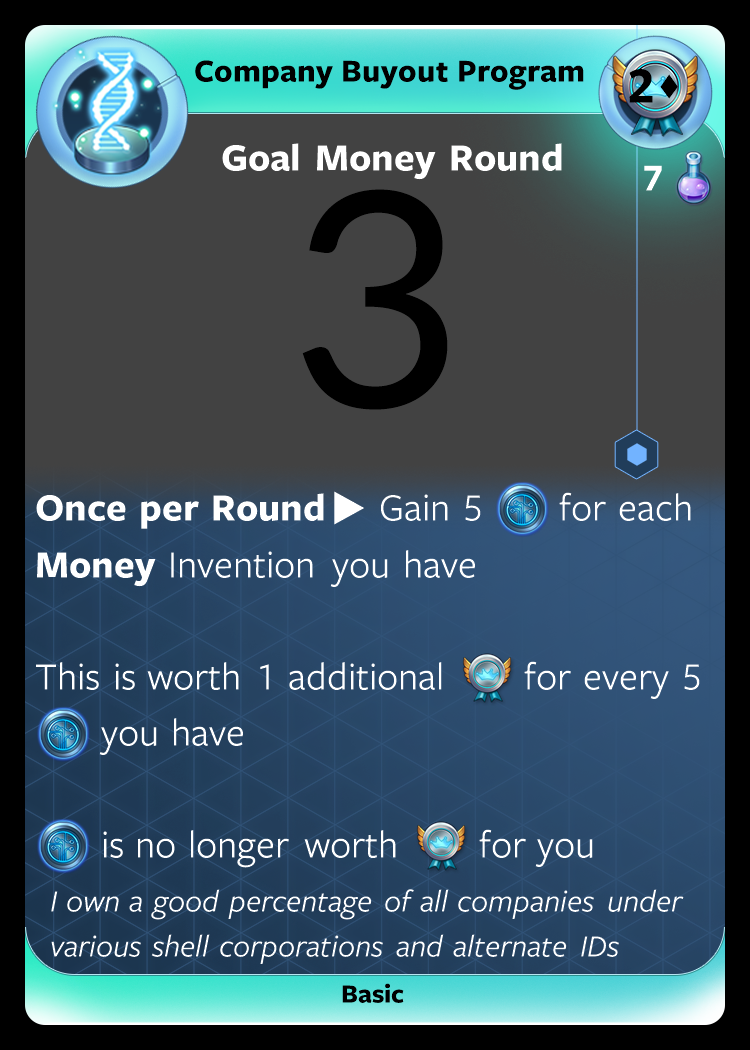 Company Buyout Program
2♦
Goal Money Round
7
3
Once per Round▶ Gain 5 for each
Money Invention you have
This is worth 1 additional for every 5
you have
is no longer worth for you
I own a good percentage of all companies under
various shell corporations and alternate IDs
Basic